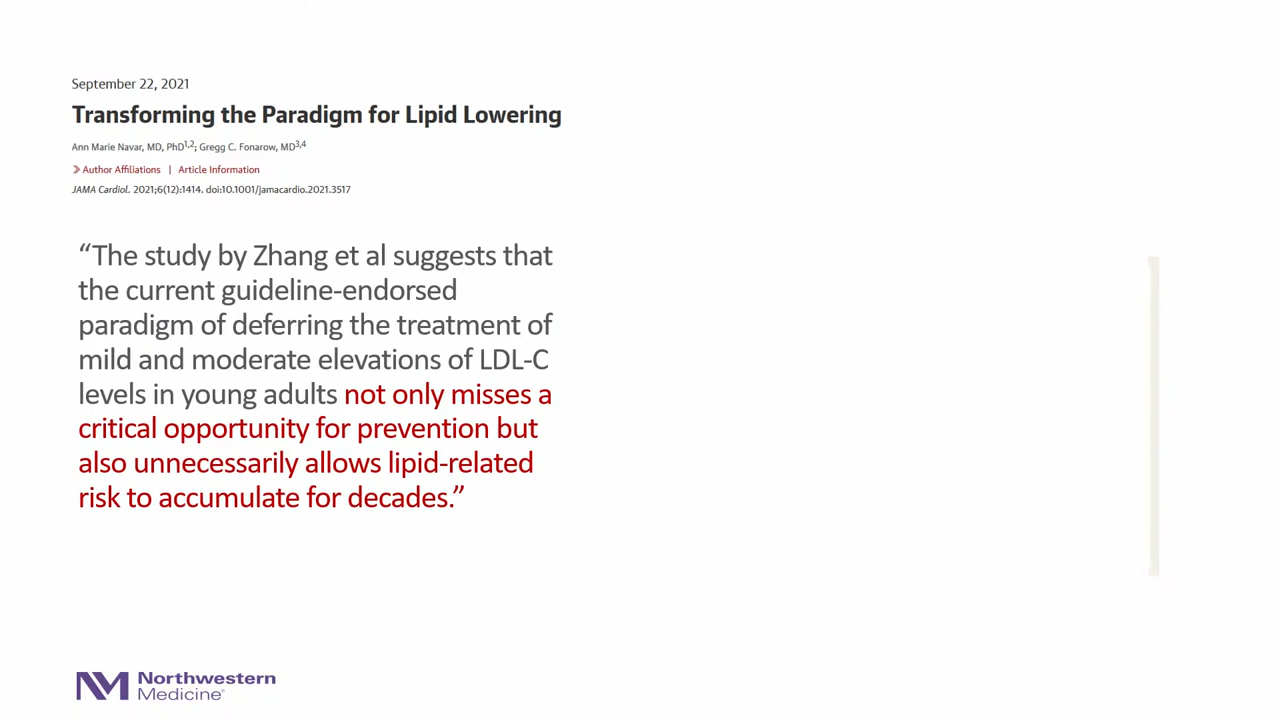 September 22, 2021
Transforming the Paradigm for Lipid Lowering
Ann Marie Navar, MD, PhD1,2; Gregg C. Fonarow, MD3,4
» Author Affiliations | Article Information
JAMA Cardiol. 2021;6(12):1414. doi:10.1001/jamacardio.2021.3517
“The study by Zhang et al suggests that
the current guideline-endorsed
paradigm of deferring the treatment of
mild and moderate elevations of LDL-C
levels in young adults not only misses a
critical opportunity for prevention but
also unnecessarily allows lipid-related
risk to accumulate for decades.”
NM Northwestern
Medicine®